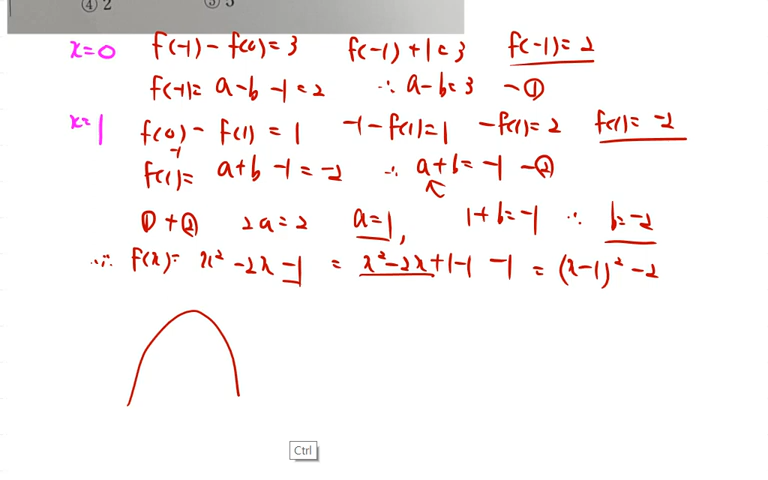 ④ 2 ⑤ 5
x=0 f(-1) - f(0) = 3 f(-1)+1=3 f(-1)=2
f(-1)= a-b-1=2 ∴ a-b=3 -①
x=1 f(0) - f(1) = 1 -1-f(1)=1 -f(1)=2 f(1)=-2
-1
f(1)= a+b-1=-2 ∴ a+b=-1 -②
①+② 2a=2 a=1, 1+b=-1 ∴ b=-2
∴ f(x)= x²-2x-1 = x²-2x+1-1-1 = (x-1)²-2
Ctrl